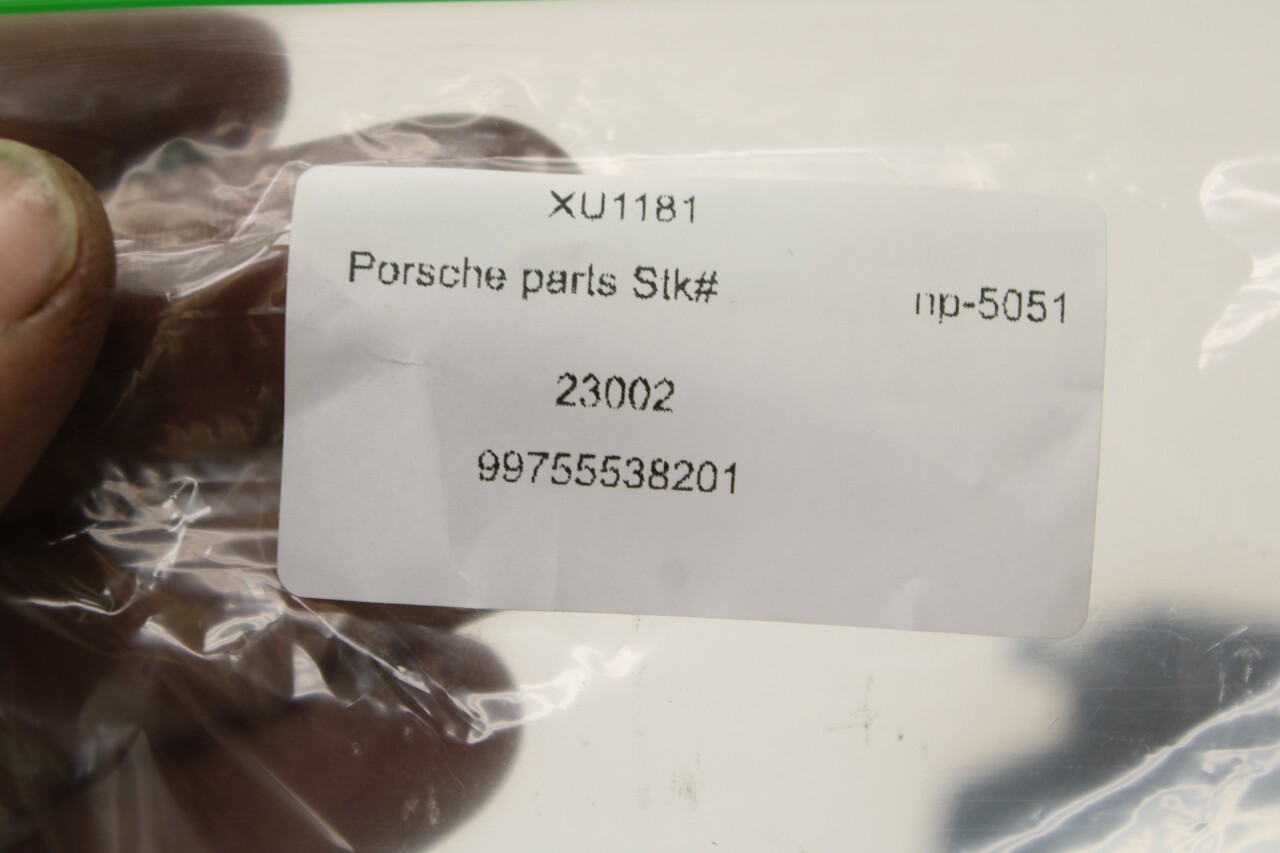 XU1181
Porsche parts Stk# np-5051
23002
99755538201